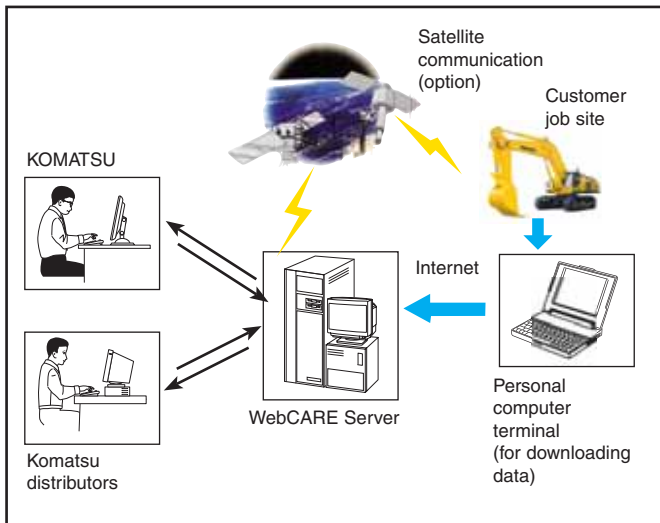 Satellite
communication
(option)
Customer
job site
KOMATSU
Internet
WebCARE Server
Personal
computer
terminal
(for downloading
data)
Komatsu
distributors